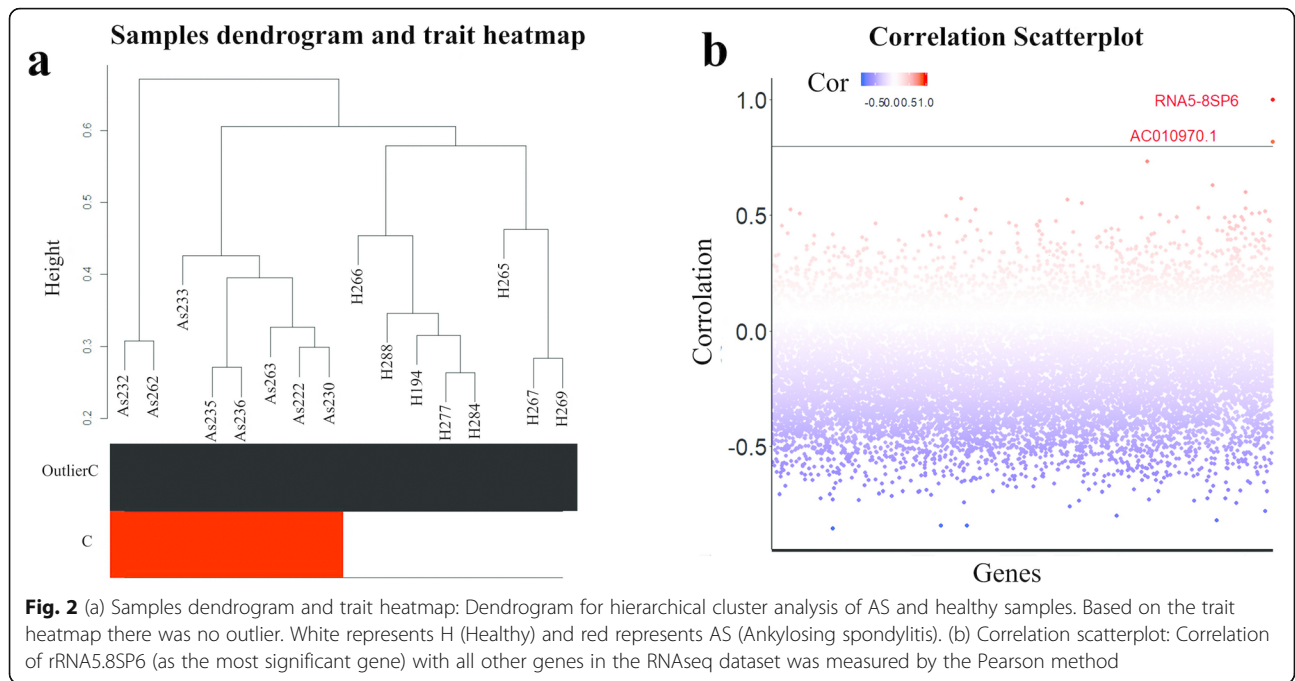 Samples dendrogram and trait heatmap
a
Height
0.6
0.5
0.4
0.3
0.2
As232
As262
As233
As235
As236
As263
As222
As230
H266
H288
H194
H277
H284
H265
H267
H269
OutlierC
C
Correlation Scatterplot
b
Cor
-0.50.00.51.0
RNA5-8SP6
AC010970.1
Corrolation
1.0
0.5
0.0
-0.5
Genes
Fig. 2 (a) Samples dendrogram and trait heatmap: Dendrogram for hierarchical cluster analysis of AS and healthy samples. Based on the trait
heatmap there was no outlier. White represents H (Healthy) and red represents AS (Ankylosing spondylitis). (b) Correlation scatterplot: Correlation
of rRNA5.8SP6 (as the most significant gene) with all other genes in the RNAseq dataset was measured by the Pearson method